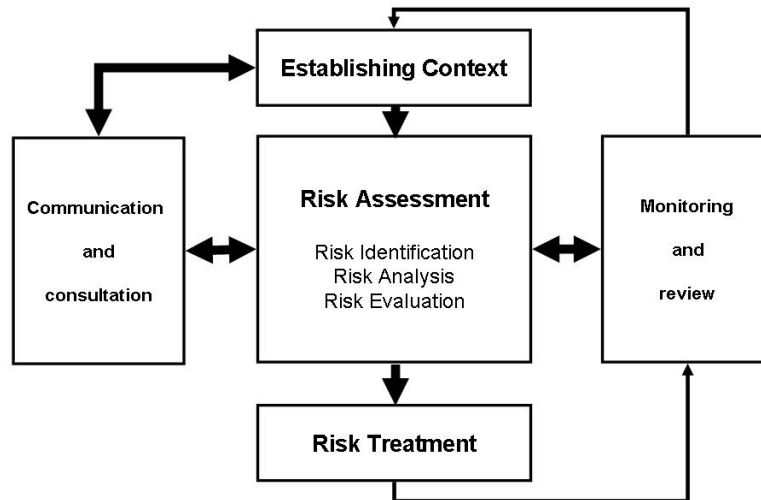 Establishing Context
Communication
and
consultation
Risk Assessment
Risk Identification
Risk Analysis
Risk Evaluation
Monitoring
and
review
Risk Treatment